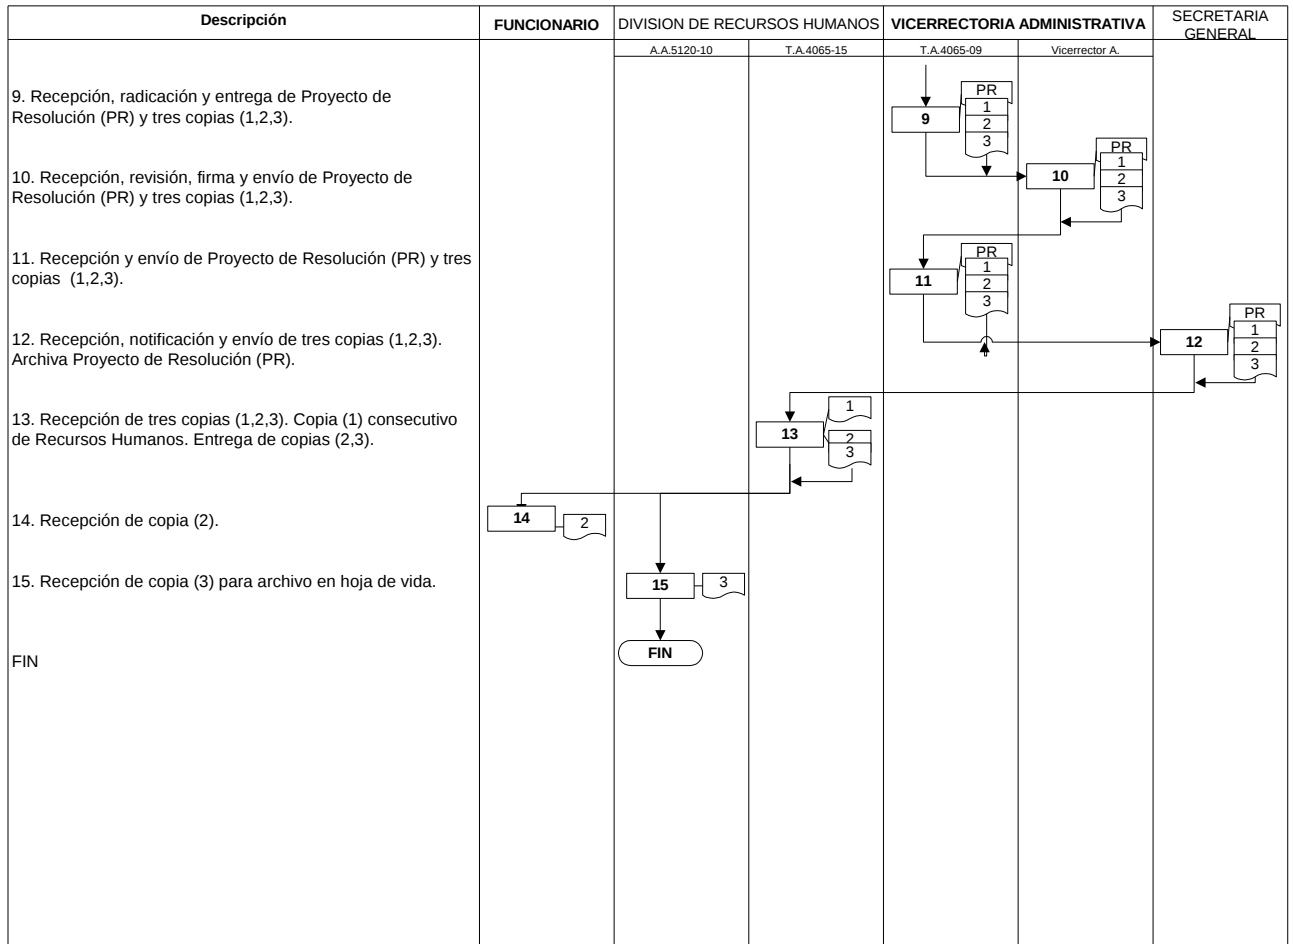 Descripción
FUNCIONARIO
DIVISION DE RECURSOS HUMANOS
VICERRECTORIA ADMINISTRATIVA
SECRETARIA
GENERAL
A.A.5120-10
T.A.4065-15
T.A.4065-09
Vicerrector A.
9. Recepción, radicación y entrega de Proyecto de
Resolución (PR) y tres copias (1,2,3).
9
PR
1
2
3
10. Recepción, revisión, firma y envío de Proyecto de
Resolución (PR) y tres copias (1,2,3).
10
PR
1
2
3
11. Recepción y envío de Proyecto de Resolución (PR) y tres
copias  (1,2,3).
11
PR
1
2
3
12. Recepción, notificación y envío de tres copias (1,2,3).
Archiva Proyecto de Resolución (PR).
12
PR
1
2
3
13. Recepción de tres copias (1,2,3). Copia (1) consecutivo
de Recursos Humanos. Entrega de copias (2,3).
13
1
2
3
14. Recepción de copia (2).
14
2
15. Recepción de copia (3) para archivo en hoja de vida.
15
3
FIN
FIN